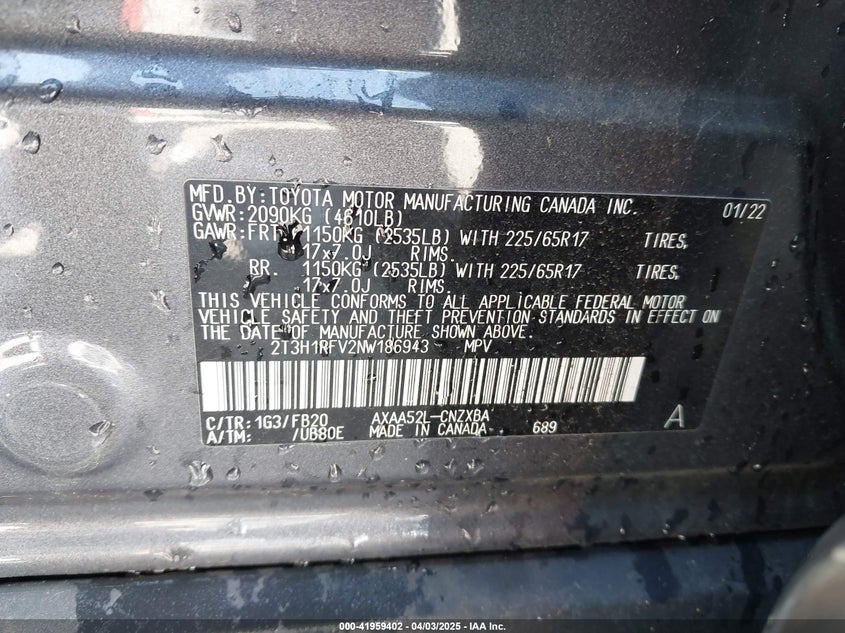 MFD.BY:TOYOTA MOTOR MANUFACTURING CANADA INC. 01/22
GVWR:2090KG (4610LB)
GAWR:FRT. 1150KG (2535LB) WITH 225/65R17 TIRES,
17x7.0J RIMS.
RR. 1150KG (2535LB) WITH 225/65R17 TIRES,
17x7.0J RIMS.
THIS VEHICLE CONFORMS TO ALL APPLICABLE FEDERAL MOTOR
VEHICLE SAFETY AND THEFT PREVENTION STANDARDS IN EFFECT ON
THE DATE OF MANUFACTURE SHOWN ABOVE.
2T3H1RFV2NW186943 MPV
C/TR: 1G3/FB20 AXAA52L-CNZXBA A
A/TM: /UB80E MADE IN CANADA 689
000-41959402 - 04/03/2025 - IAA Inc.